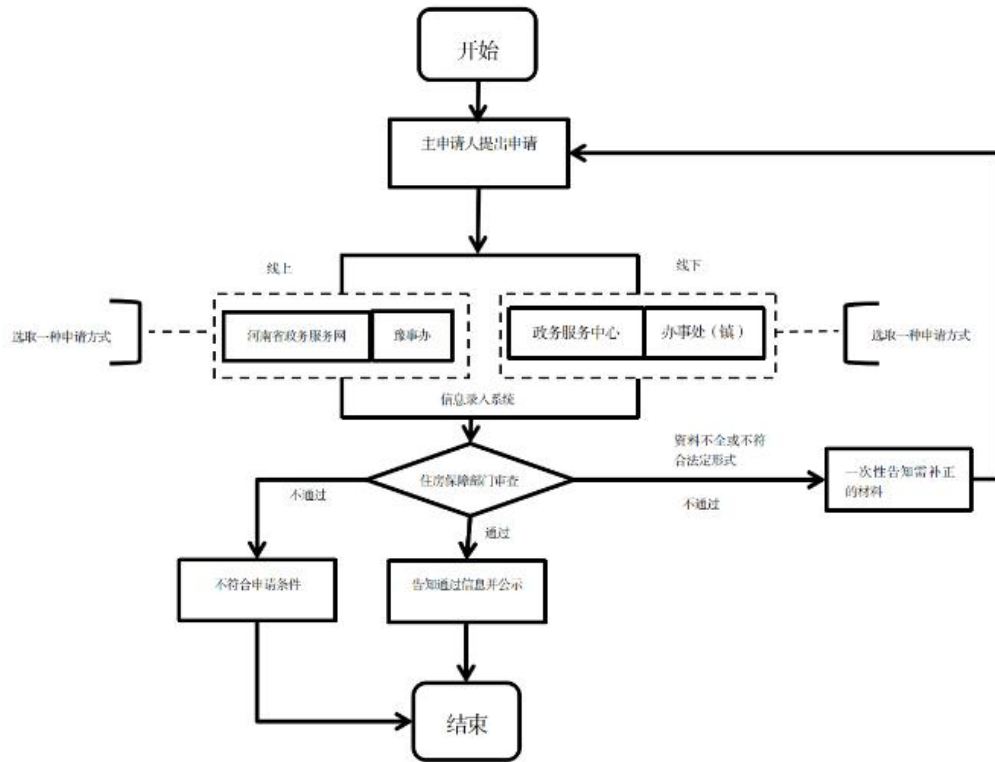 开始
主申请人提出申请
线上
线下
选取一种申请方式
河南省政务服务网
豫事办
政务服务中心
办事处（镇）
选取一种申请方式
信息录入系统
住房保障部门审查
资料不全或不符
合法定形式
不通过
不通过
一次性告知需补正
的材料
通过
不符合申请条件
告知通过信息并公示
结束